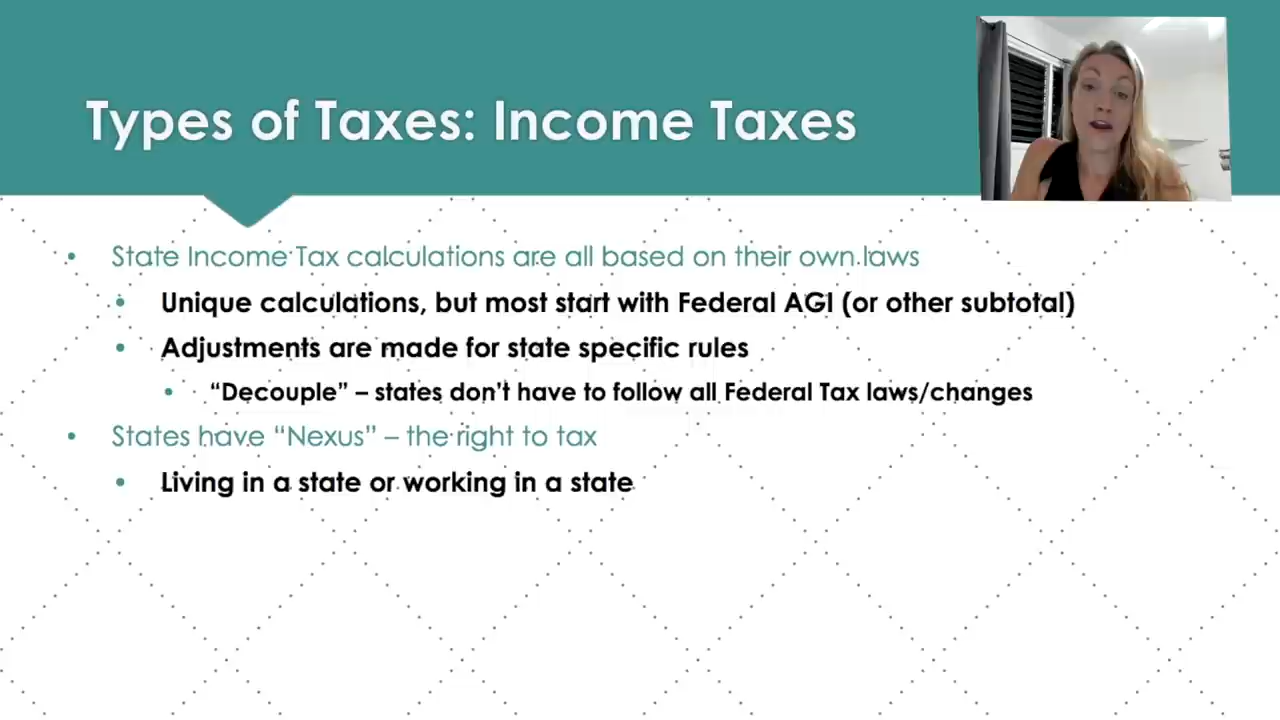 Types of Taxes: Income Taxes
• State Income Tax calculations are all based on their own laws
• Unique calculations, but most start with Federal AGI (or other subtotal)
• Adjustments are made for state specific rules
• “Decouple” – states don’t have to follow all Federal Tax laws/changes
• States have “Nexus” – the right to tax
• Living in a state or working in a state